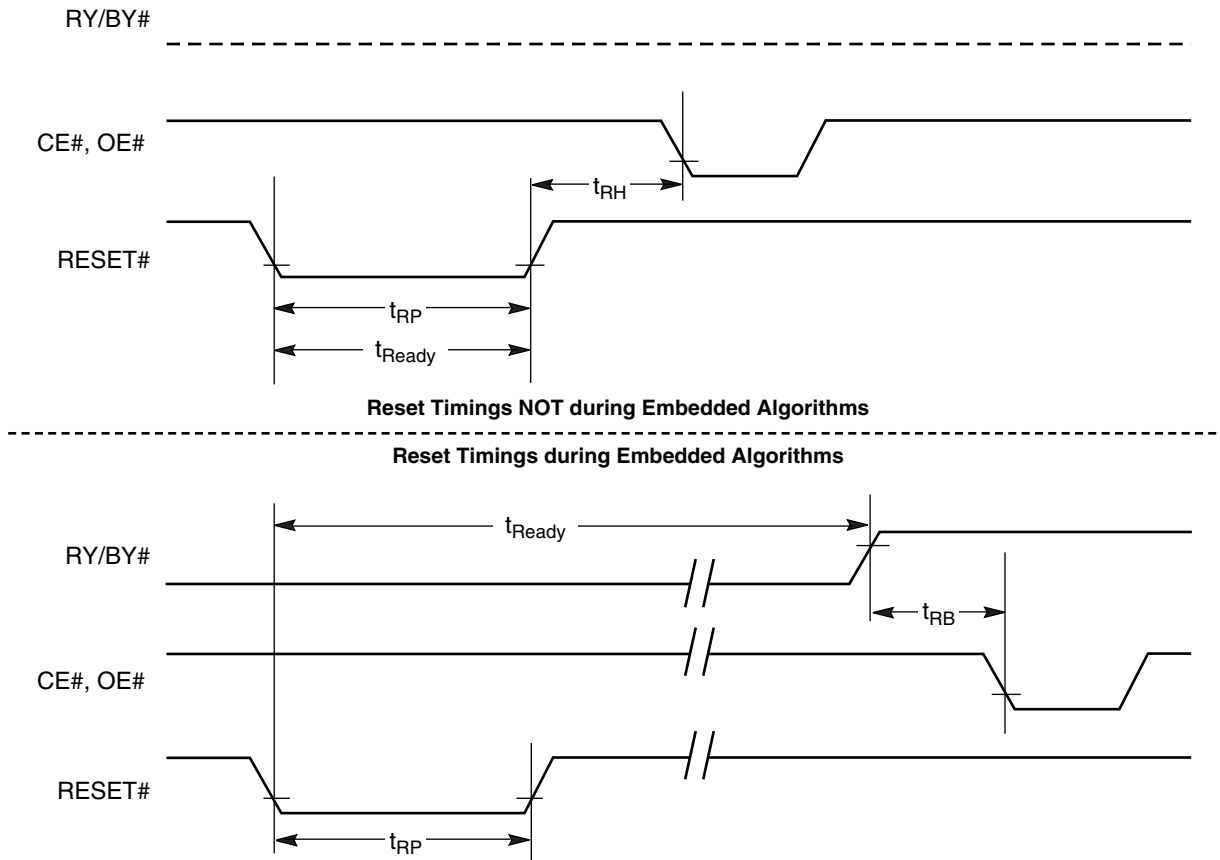 RY/BY#
CE#, OE#
tRH
RESET#
tRP
tReady
Reset Timings NOT during Embedded Algorithms
Reset Timings during Embedded Algorithms
tReady
RY/BY#
tRB
CE#, OE#
RESET#
tRP